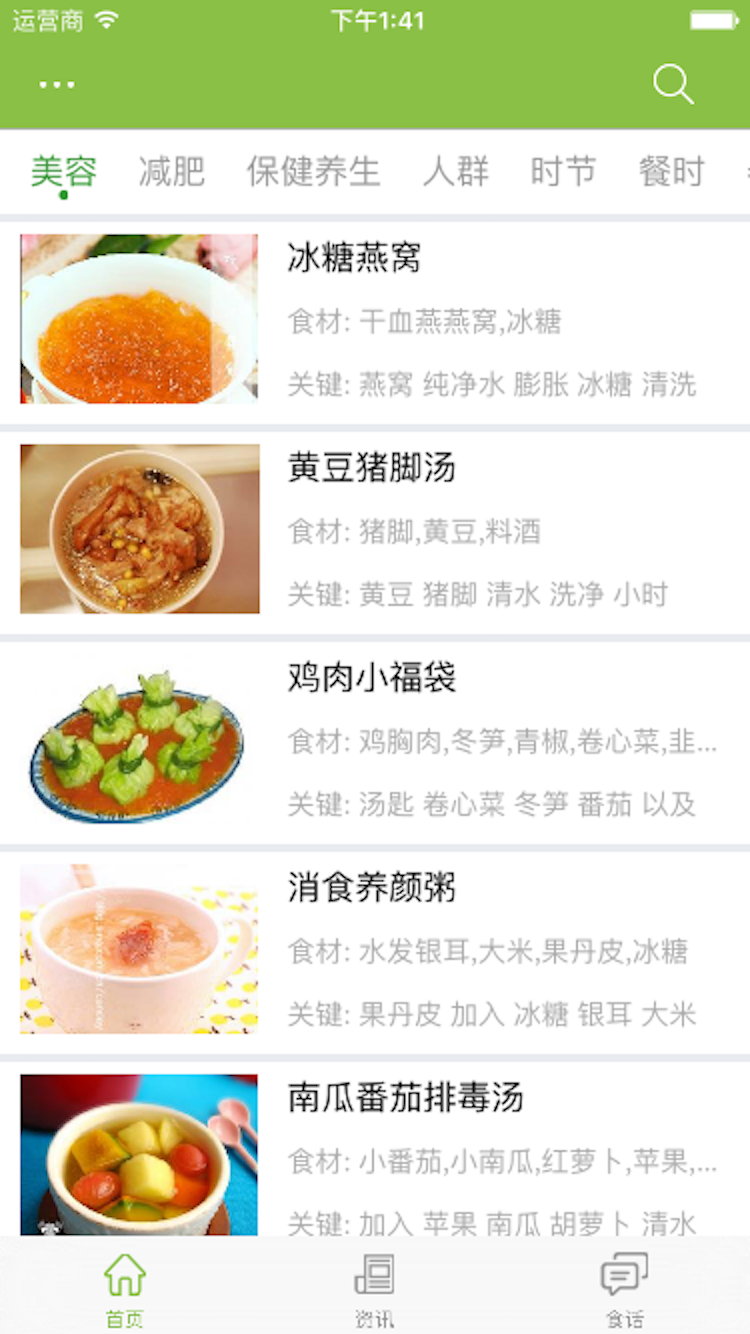 运营商 下午1:41
美容 减肥 保健养生 人群 时节 餐时
冰糖燕窝
食材: 干血燕燕窝,冰糖
关键: 燕窝 纯净水 膨胀 冰糖 清洗
黄豆猪脚汤
食材: 猪脚,黄豆,料酒
关键: 黄豆 猪脚 清水 洗净 小时
鸡肉小福袋
食材: 鸡胸肉,冬笋,青椒,卷心菜,韭...
关键: 汤匙 卷心菜 冬笋 番茄 以及
消食养颜粥
食材: 水发银耳,大米,果丹皮,冰糖
关键: 果丹皮 加入 冰糖 银耳 大米
南瓜番茄排毒汤
食材: 小番茄,小南瓜,红萝卜,苹果,...
关键: 加入 苹果 南瓜 胡萝卜 清水
首页 资讯 食话